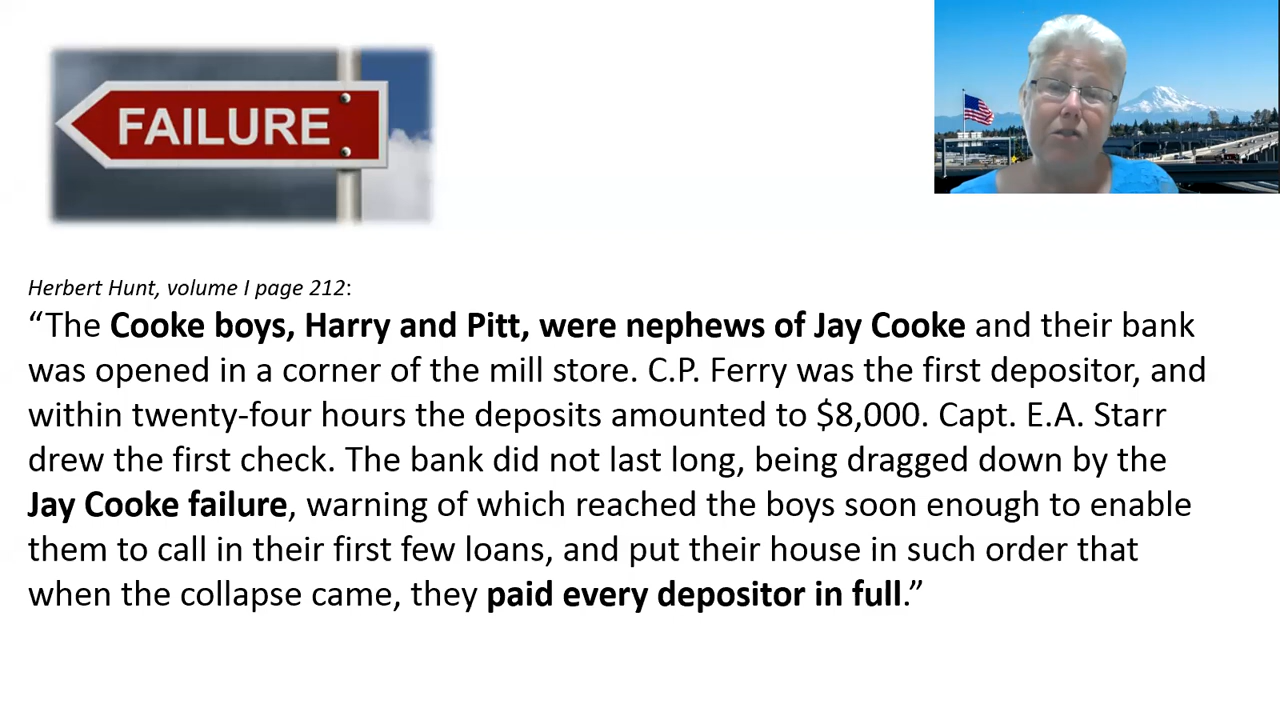 FAILURE
Herbert Hunt, volume I page 212:
“The Cooke boys, Harry and Pitt, were nephews of Jay Cooke and their bank
was opened in a corner of the mill store. C.P. Ferry was the first depositor, and
within twenty-four hours the deposits amounted to $8,000. Capt. E.A. Starr
drew the first check. The bank did not last long, being dragged down by the
Jay Cooke failure, warning of which reached the boys soon enough to enable
them to call in their first few loans, and put their house in such order that
when the collapse came, they paid every depositor in full.”